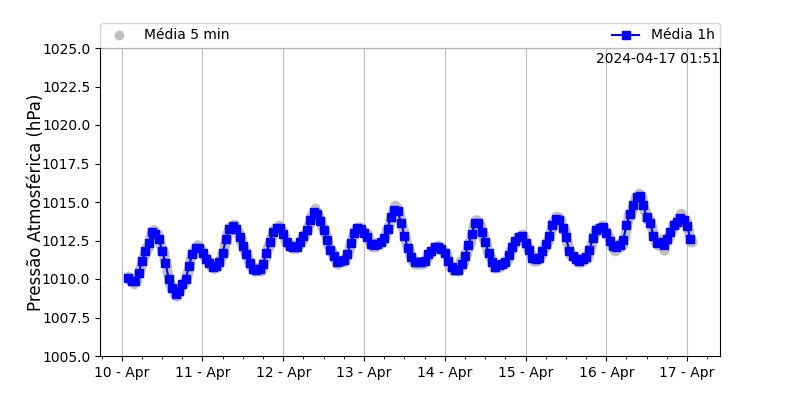 Média 5 min
Média 1h
2024-04-17 01:51
Pressão Atmosférica (hPa)
1025.0
1022.5
1020.0
1017.5
1015.0
1012.5
1010.0
1007.5
1005.0
10 - Apr
11 - Apr
12 - Apr
13 - Apr
14 - Apr
15 - Apr
16 - Apr
17 - Apr